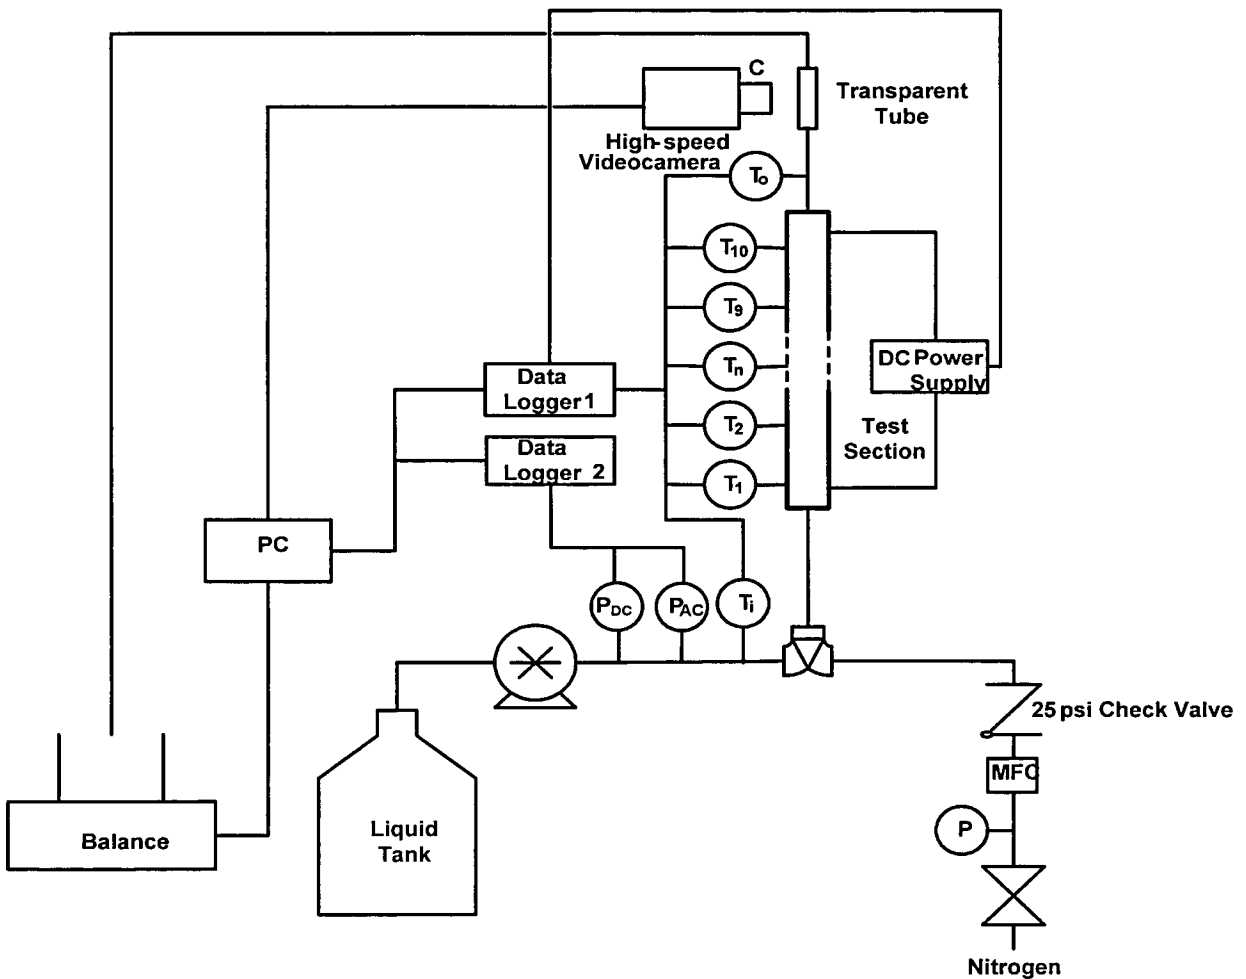 C
Transparent
Tube
High-speed
Videocamera
To
T10
T9
Tn
T2
T1
DC Power
Supply
Test
Section
Data
Logger 1
Data
Logger 2
PC
PDC
PAC
Ti
25 psi Check Valve
MFC
P
Balance
Liquid
Tank
Nitrogen